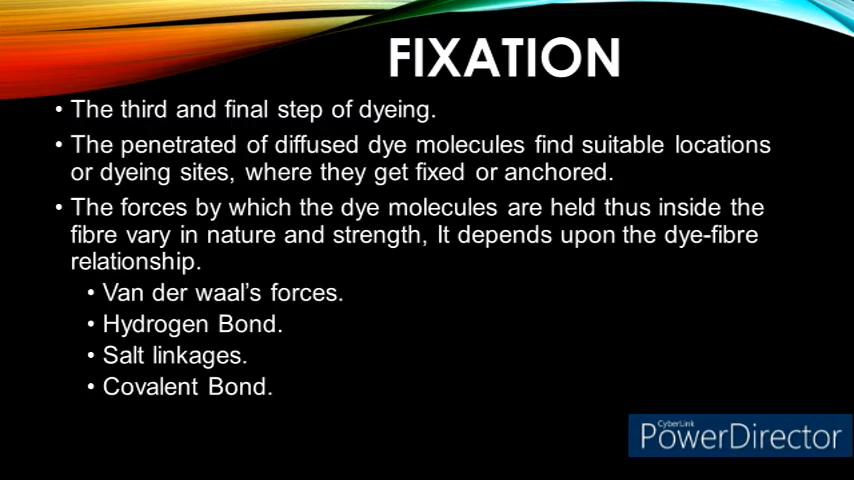 FIXATION
• The third and final step of dyeing.
• The penetrated of diffused dye molecules find suitable locations
or dyeing sites, where they get fixed or anchored.
• The forces by which the dye molecules are held thus inside the
fibre vary in nature and strength, It depends upon the dye-fibre
relationship.
• Van der waal's forces.
• Hydrogen Bond.
• Salt linkages.
• Covalent Bond.
CyberLink
PowerDirector